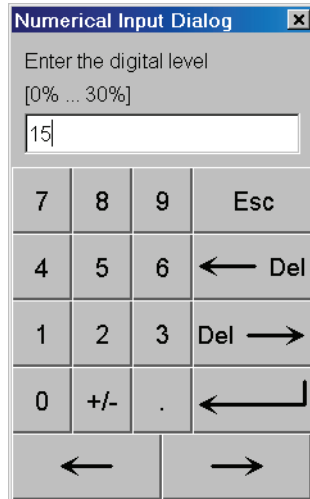 Numerical Input Dialog
Enter the digital level
[0% ... 30%]
15
7 8 9 Esc
4 5 6 ← Del
1 2 3 Del →
0 +/- . ↵
← →